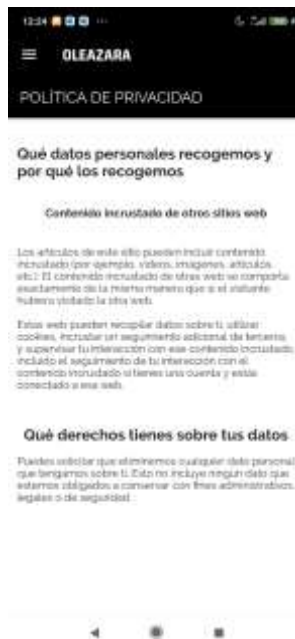 12:24
OLEAZARA
POLÍTICA DE PRIVACIDAD
Qué datos personales recogemos y
por qué los recogemos
Contenido incrustado de otros sitios web
Los artículos de este sitio pueden incluir contenido
incrustado (por ejemplo, vídeos, imágenes, artículos,
etc.). El contenido incrustado de otras web se comporta
exactamente de la misma manera que si el visitante
hubiera visitado la otra web.
Estas web pueden recopilar datos sobre ti, utilizar
cookies, incrustar un seguimiento adicional de terceros,
y supervisar tu interacción con ese contenido incrustado,
incluido el seguimiento de tu interacción con el
contenido incrustado si tienes una cuenta y estás
conectado a esa web.
Qué derechos tienes sobre tus datos
Puedes solicitar que eliminemos cualquier dato personal
que tengamos sobre ti. Esto no incluye ningún dato que
estemos obligados a conservar con fines administrativos,
legales o de seguridad.